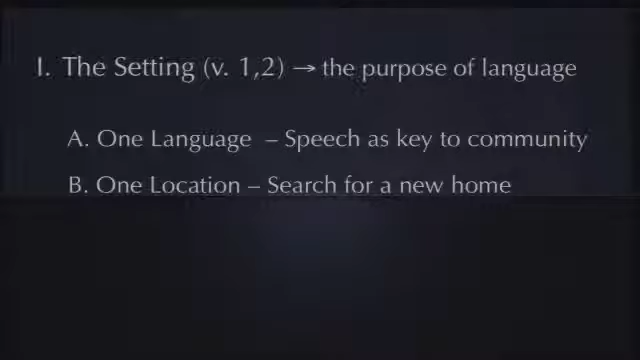 I. The Setting (v. 1,2) → the purpose of language
A. One Language – Speech as key to community
B. One Location – Search for a new home